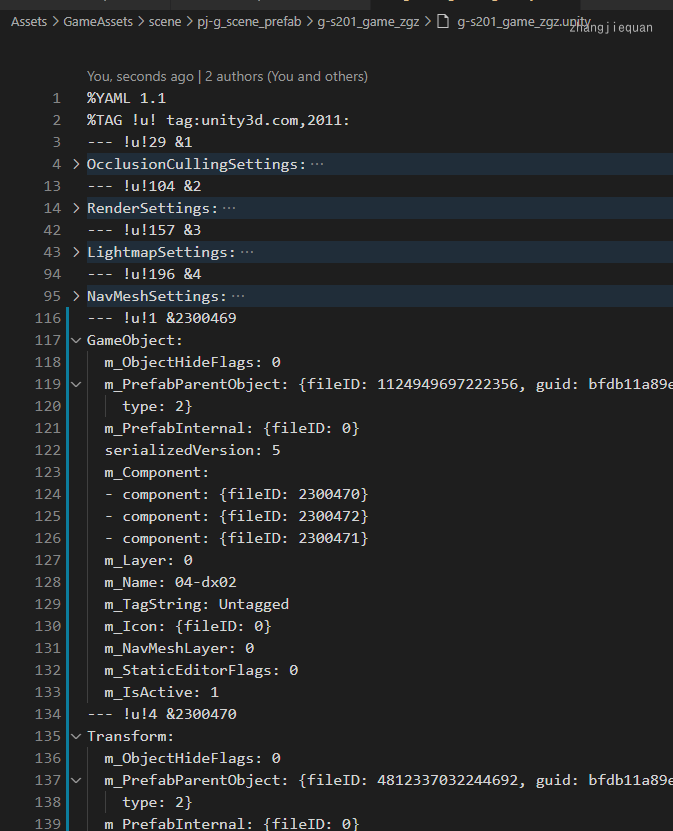 Assets > GameAssets > scene > pj-g_scene_prefab > g-s201_game_zgz > g-s201_game_zgz.unity
zhangjiequan
You, seconds ago | 2 authors (You and others)
1 %YAML 1.1
2 %TAG !u! tag:unity3d.com,2011:
3 --- !u!29 &1
4 > OcclusionCullingSettings: ···
13 --- !u!104 &2
14 > RenderSettings: ···
42 --- !u!157 &3
43 > LightmapSettings: ···
94 --- !u!196 &4
95 > NavMeshSettings: ···
116 --- !u!1 &2300469
117 GameObject:
118 m_ObjectHideFlags: 0
119 m_PrefabParentObject: {fileID: 1124949697222356, guid: bfdb11a89e
120 type: 2}
121 m_PrefabInternal: {fileID: 0}
122 serializedVersion: 5
123 m_Component:
124 - component: {fileID: 2300470}
125 - component: {fileID: 2300472}
126 - component: {fileID: 2300471}
127 m_Layer: 0
128 m_Name: 04-dx02
129 m_TagString: Untagged
130 m_Icon: {fileID: 0}
131 m_NavMeshLayer: 0
132 m_StaticEditorFlags: 0
133 m_IsActive: 1
134 --- !u!4 &2300470
135 Transform:
136 m_ObjectHideFlags: 0
137 m_PrefabParentObject: {fileID: 4812337032244692, guid: bfdb11a89e
138 type: 2}
139 m_PrefabInternal: {fileID: 0}